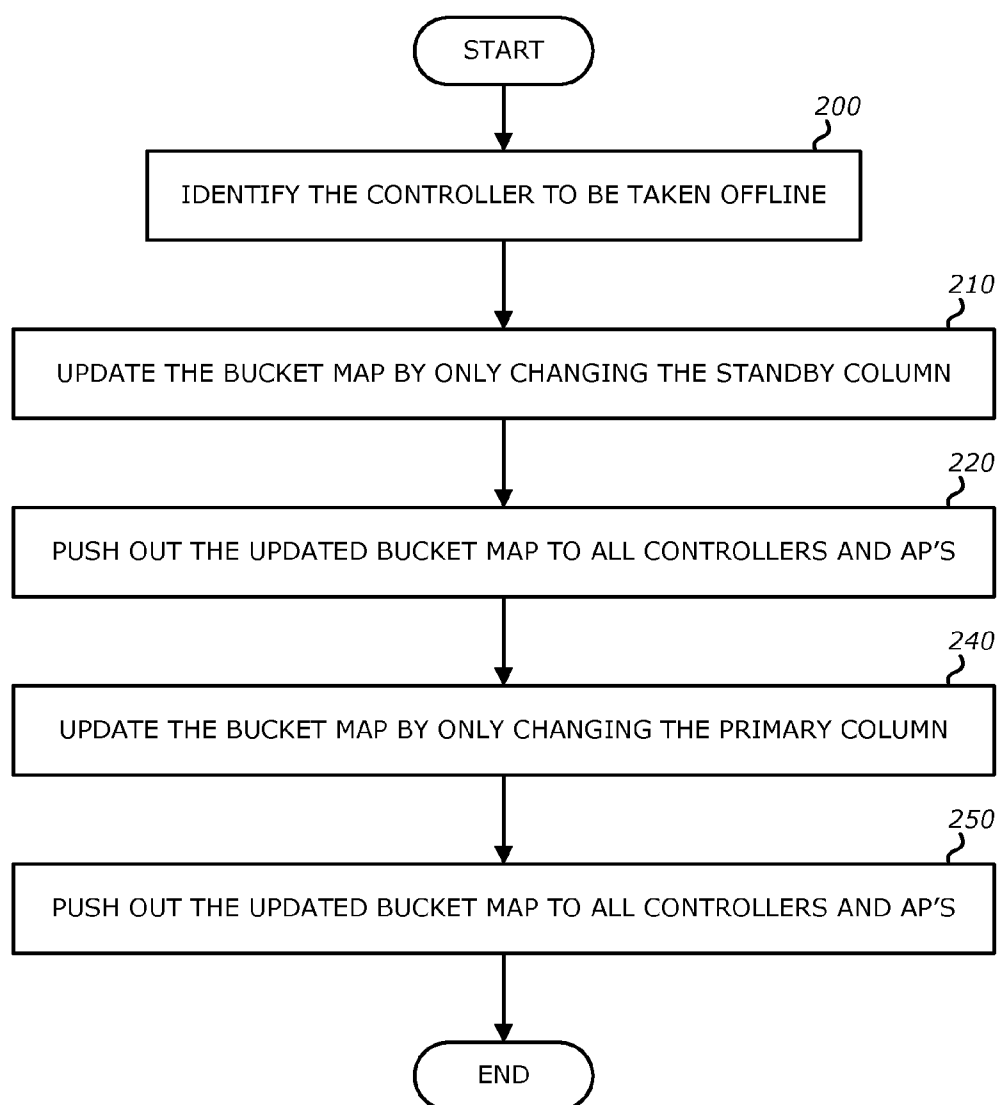 START
200
IDENTIFY THE CONTROLLER TO BE TAKEN OFFLINE
210
UPDATE THE BUCKET MAP BY ONLY CHANGING THE STANDBY COLUMN
220
PUSH OUT THE UPDATED BUCKET MAP TO ALL CONTROLLERS AND AP'S
240
UPDATE THE BUCKET MAP BY ONLY CHANGING THE PRIMARY COLUMN
250
PUSH OUT THE UPDATED BUCKET MAP TO ALL CONTROLLERS AND AP'S
END